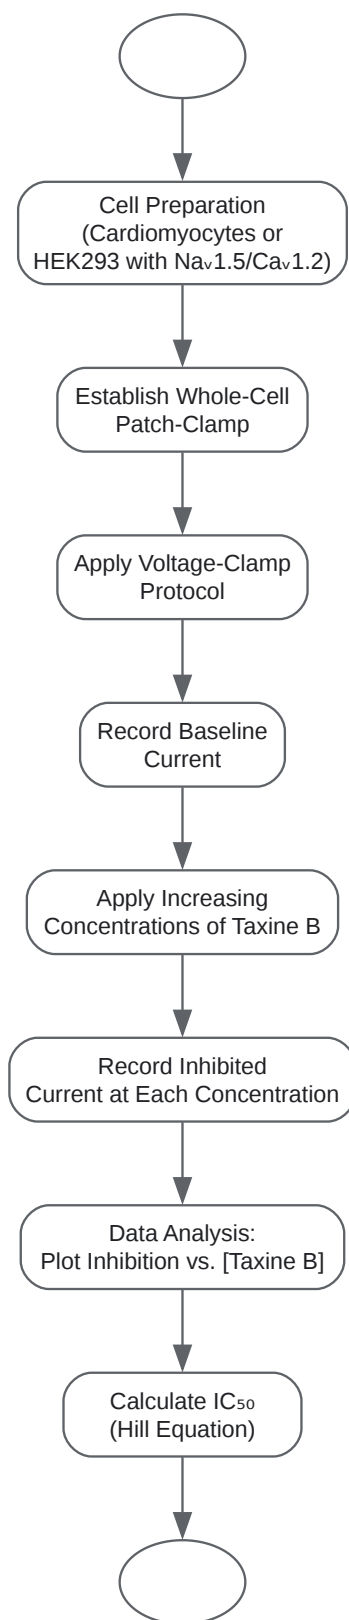 Cell Preparation
(Cardiomyocytes or
HEK293 with Naᵥ1.5/Caᵥ1.2)
Establish Whole-Cell
Patch-Clamp
Apply Voltage-Clamp
Protocol
Record Baseline
Current
Apply Increasing
Concentrations of Taxine B
Record Inhibited
Current at Each Concentration
Data Analysis:
Plot Inhibition vs. [Taxine B]
Calculate IC₅₀
(Hill Equation)